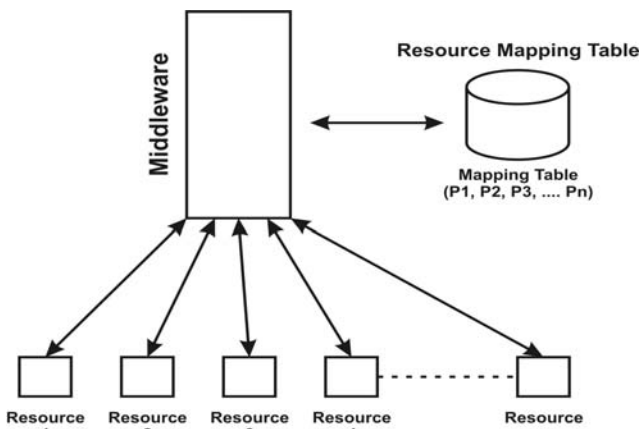 Middleware
Resource Mapping Table
Mapping Table
(P1, P2, P3, .... Pn)
Resource
Resource
Resource
Resource
Resource